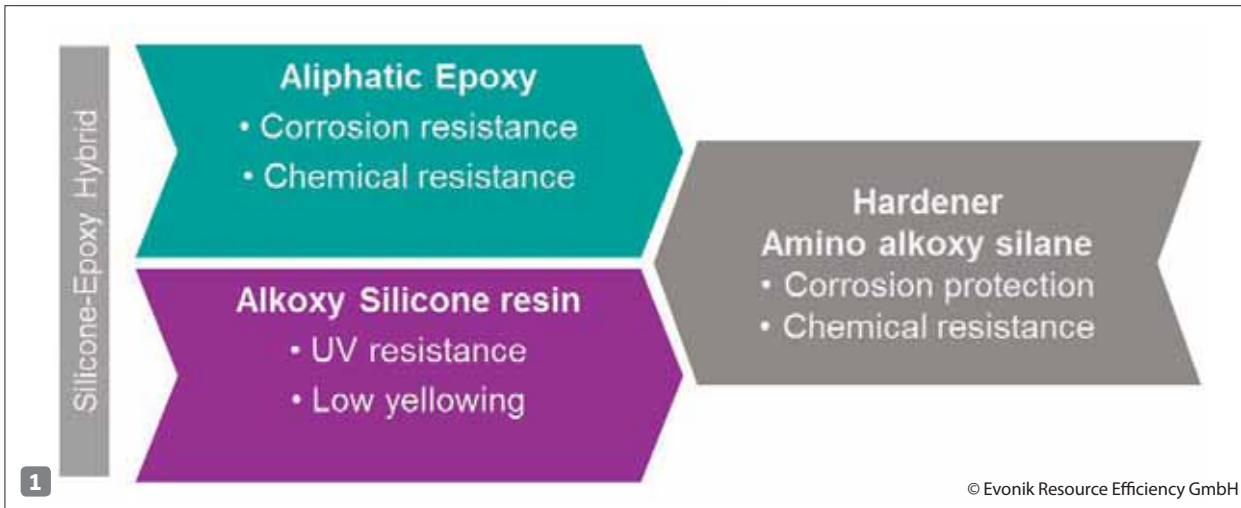 Silicone-Epoxy Hybrid
Aliphatic Epoxy
• Corrosion resistance
• Chemical resistance
Alkoxy Silicone resin
• UV resistance
• Low yellowing
Hardener
Amino alkoxy silane
• Corrosion protection
• Chemical resistance
1
© Evonik Resource Efficiency GmbH